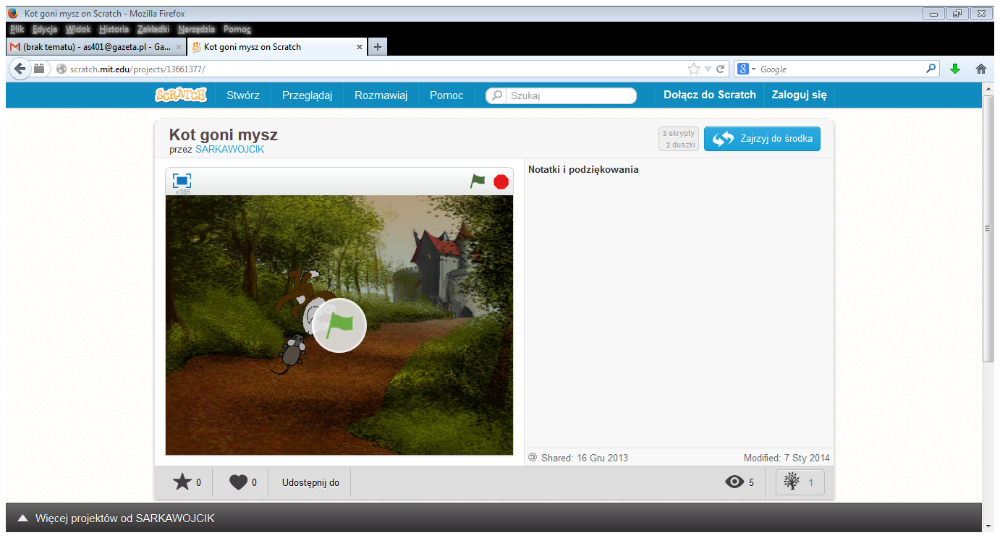 Kot goni mysz on Scratch - Mozilla Firefox
Plik Edycja Widok Historia Zakładki Narzędzia Pomoc
(brak tematu) - as401@gazeta.pl - Ga... Kot goni mysz on Scratch
scratch.mit.edu/projects/13661377/ Google
SCRATCH Stwórz Przeglądaj Rozmawiaj Pomoc Szukaj Dołącz do Scratch Zaloguj się
Kot goni mysz
przez SARKAWOJCIK
3 skrypty
2 duszki
Zajrzyj do środka
v385
Notatki i podziękowania
Shared: 16 Gru 2013 Modified: 7 Sty 2014
0 0 Udostępnij do 5 1
Więcej projektów od SARKAWOJCIK